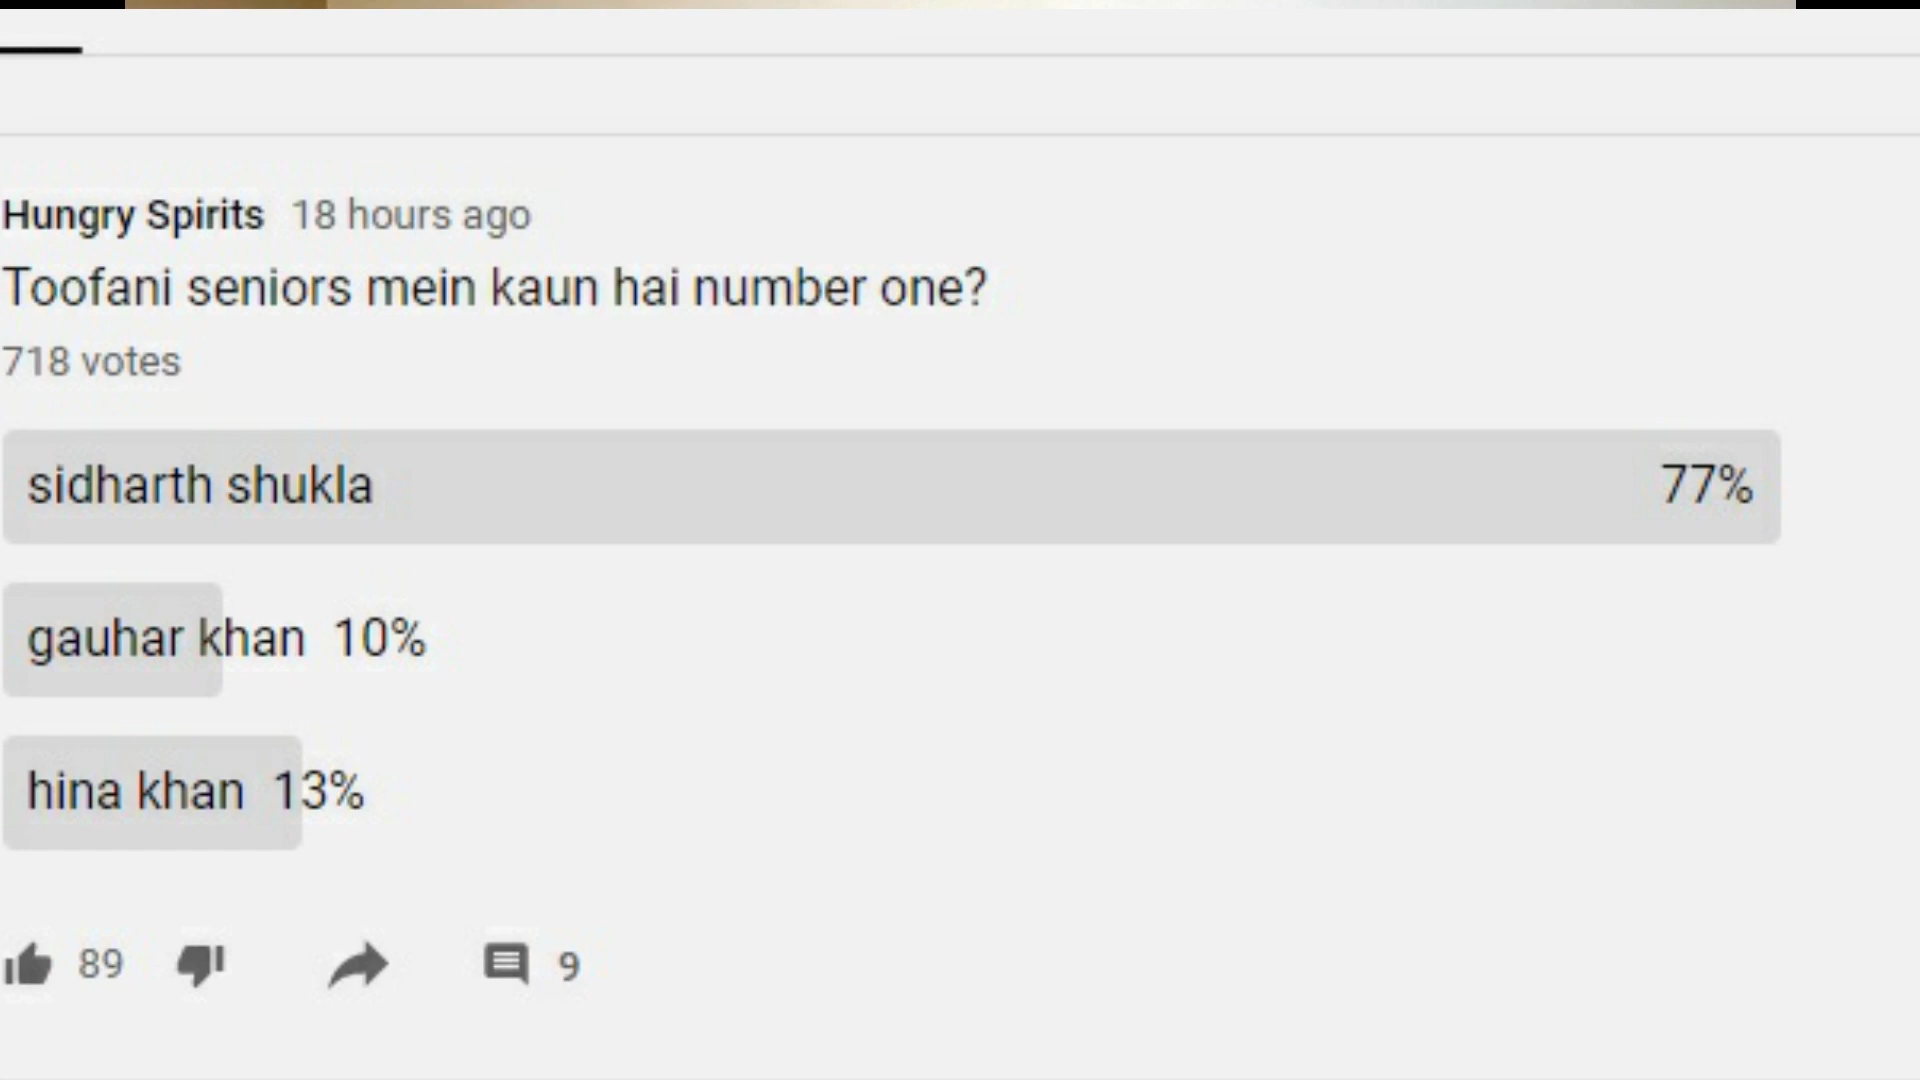 Hungry Spirits 18 hours ago
Toofani seniors mein kaun hai number one?
718 votes
sidharth shukla 77%
gauhar khan 10%
hina khan 13%
89 9